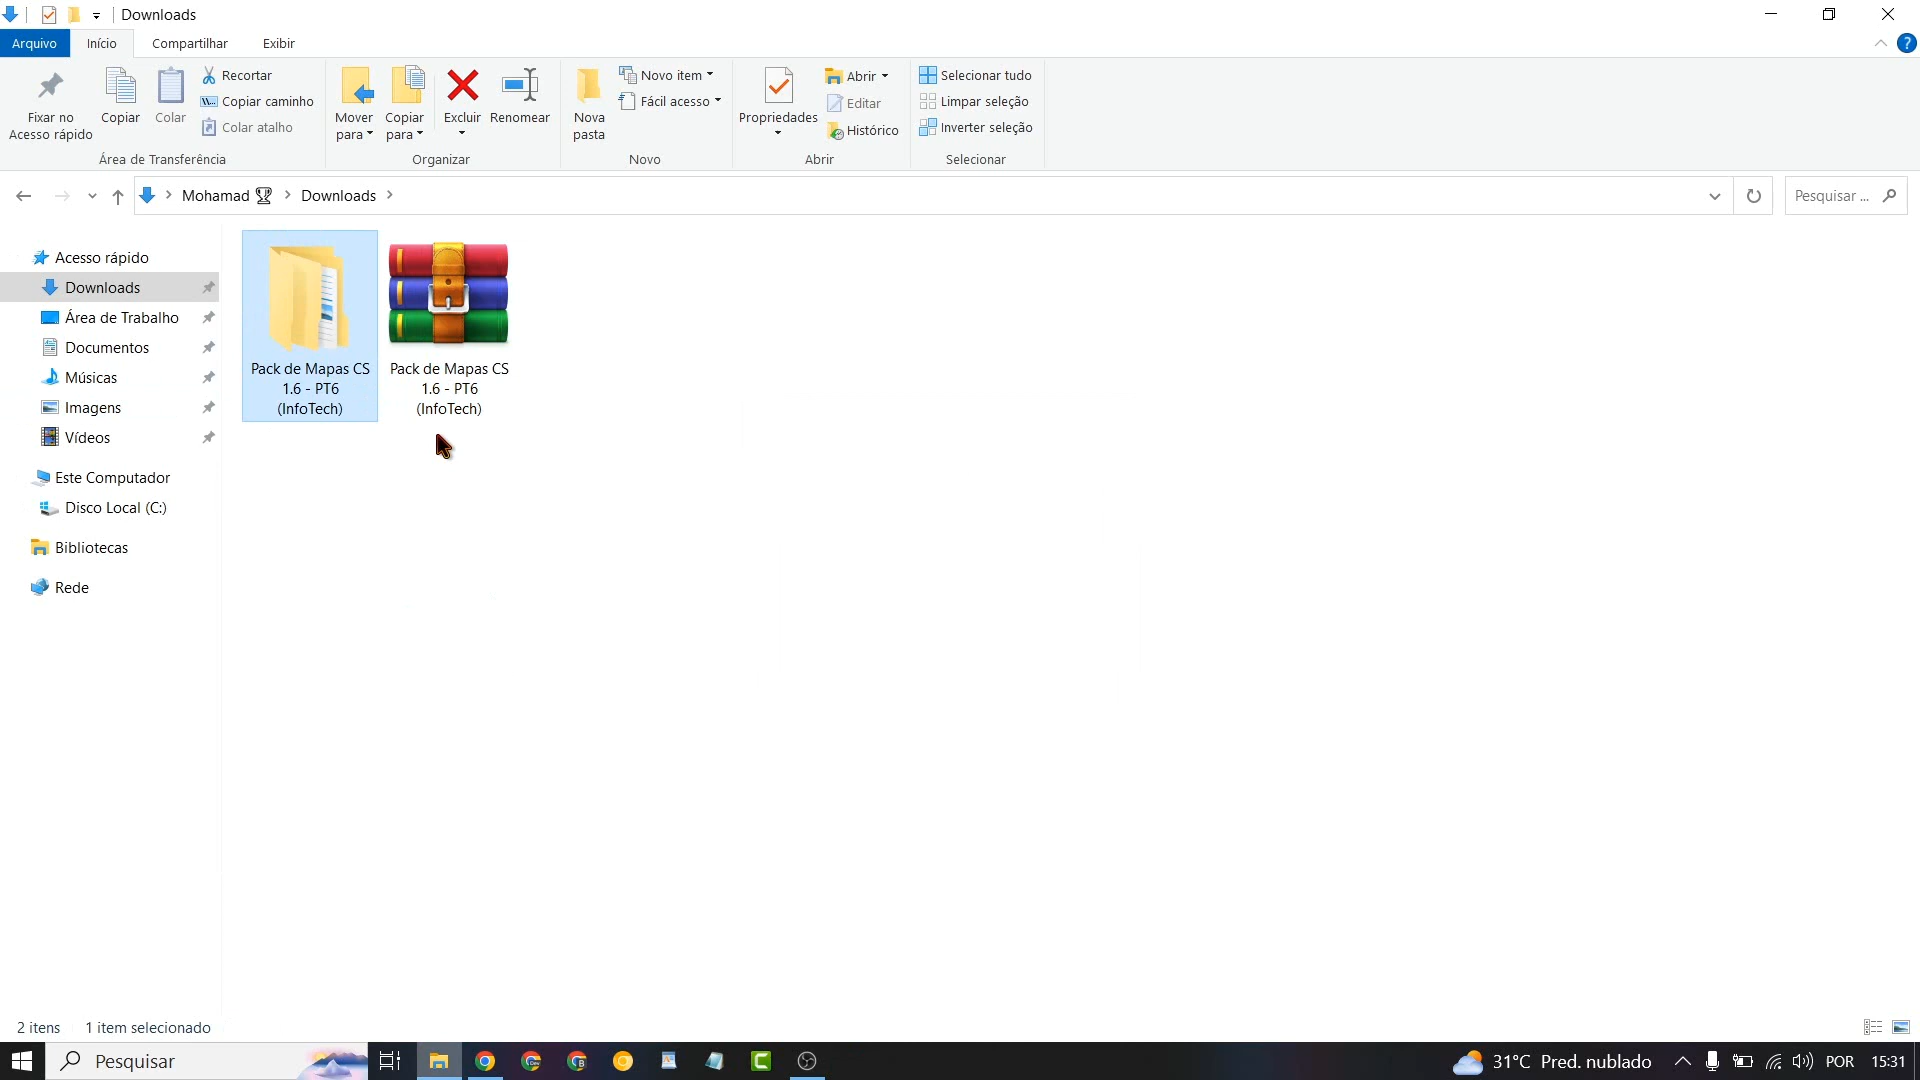 Downloads
Arquivo
Início
Compartilhar
Exibir
?
Fixar no
Acesso rápido
Copiar
Colar
Recortar
Copiar caminho
Colar atalho
Área de Transferência
Mover
para
Copiar
para
Excluir
Renomear
Organizar
Nova
pasta
Novo item
Fácil acesso
Novo
Propriedades
Abrir
Editar
Histórico
Abrir
Selecionar tudo
Limpar seleção
Inverter seleção
Selecionar
Mohamad
Downloads
Pesquisar ...
Acesso rápido
Downloads
Área de Trabalho
Documentos
Músicas
Imagens
Vídeos
Este Computador
Disco Local (C:)
Bibliotecas
Rede
Pack de Mapas CS
1.6 - PT6
(InfoTech)
Pack de Mapas CS
1.6 - PT6
(InfoTech)
2 itens
1 item selecionado
Pesquisar
31°C Pred. nublado
POR
15:31